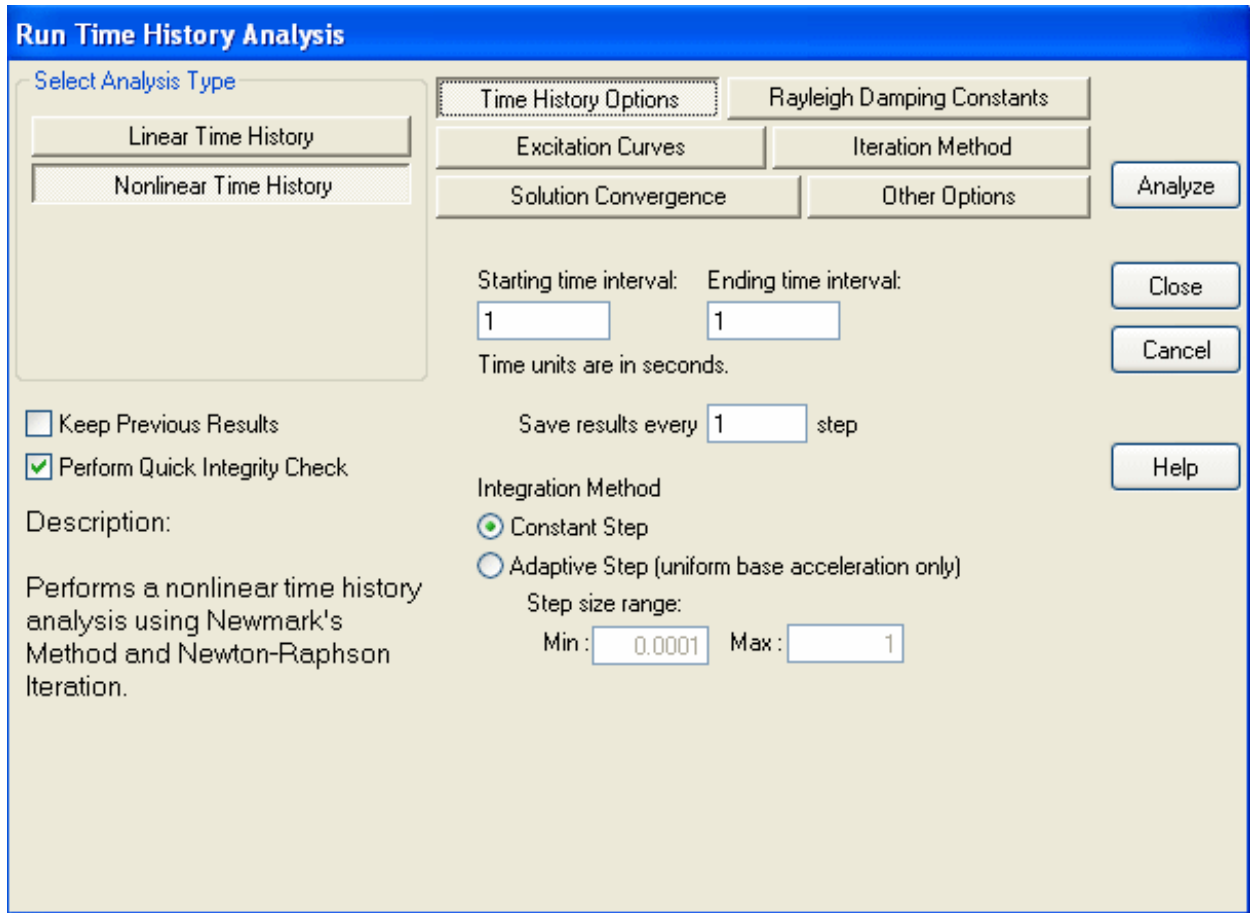 Run Time History Analysis
Select Analysis Type
Linear Time History
Nonlinear Time History
Time History Options
Rayleigh Damping Constants
Excitation Curves
Iteration Method
Solution Convergence
Other Options
Analyze
Close
Cancel
Help
Starting time interval: Ending time interval:
1 1
Time units are in seconds.
Save results every 1 step
Integration Method
Constant Step
Adaptive Step (uniform base acceleration only)
Step size range:
Min : 0.0001 Max : 1
Keep Previous Results
Perform Quick Integrity Check
Description:
Performs a nonlinear time history
analysis using Newmark's
Method and Newton-Raphson
Iteration.